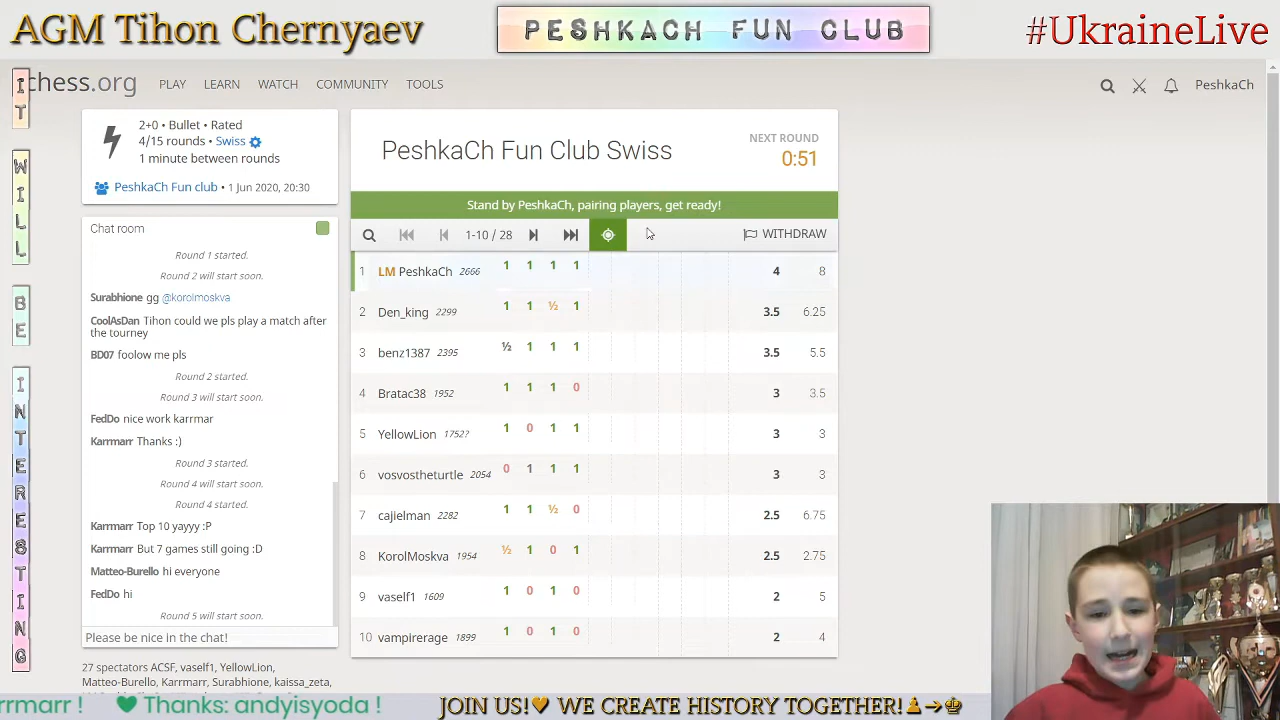 AGM Tihon Chernyaev
PESHKACH FUN CLUB
#UkraineLive
IT WILL BE INTERESTING
chess.org
PLAY LEARN WATCH COMMUNITY TOOLS
PeshkaCh
2+0 • Bullet • Rated
4/15 rounds • Swiss
1 minute between rounds
PeshkaCh Fun club • 1 Jun 2020, 20:30
Chat room
Round 1 started.
Round 2 will start soon.
Surabhione gg @korolmoskva
CoolAsDan Tihon could we pls play a match after
the tourney
BD07 foolow me pls
Round 2 started.
Round 3 will start soon.
FedDo nice work karrmar
Karrmarr Thanks :)
Round 3 started.
Round 4 will start soon.
Round 4 started.
Karrmarr Top 10 yayyy :P
Karrmarr But 7 games still going :D
Matteo-Burello hi everyone
FedDo hi
Round 5 will start soon.
Please be nice in the chat!
27 spectators ACSF, vaself1, YellowLion,
Matteo-Burello, Karrmarr, Surabhione, kaissa_zeta,
PeshkaCh Fun Club Swiss
NEXT ROUND
0:51
Stand by PeshkaCh, pairing players, get ready!
1-10 / 28
WITHDRAW
1 LM PeshkaCh 2666 1 1 1 1 4 8
2 Den_king 2299 1 1 ½ 1 3.5 6.25
3 benz1387 2395 ½ 1 1 1 3.5 5.5
4 Bratac38 1952 1 1 1 0 3 3.5
5 YellowLion 1752? 1 0 1 1 3 3
6 vosvostheturtle 2054 0 1 1 1 3 3
7 cajielman 2282 1 1 ½ 0 2.5 6.75
8 KorolMoskva 1954 ½ 1 0 1 2.5 2.75
9 vaself1 1609 1 0 1 0 2 5
10 vampirerage 1899 1 0 1 0 2 4
rrmarr ! Thanks: andyisyoda !
JOIN US! WE CREATE HISTORY TOGETHER!